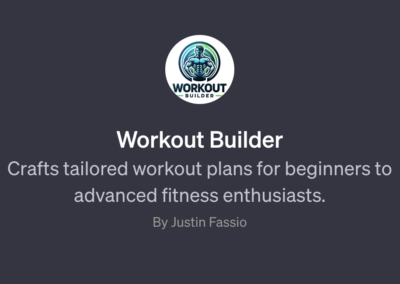 WORKOUT
BUILDER
Workout Builder
Crafts tailored workout plans for beginners to
advanced fitness enthusiasts.
By Justin Fassio